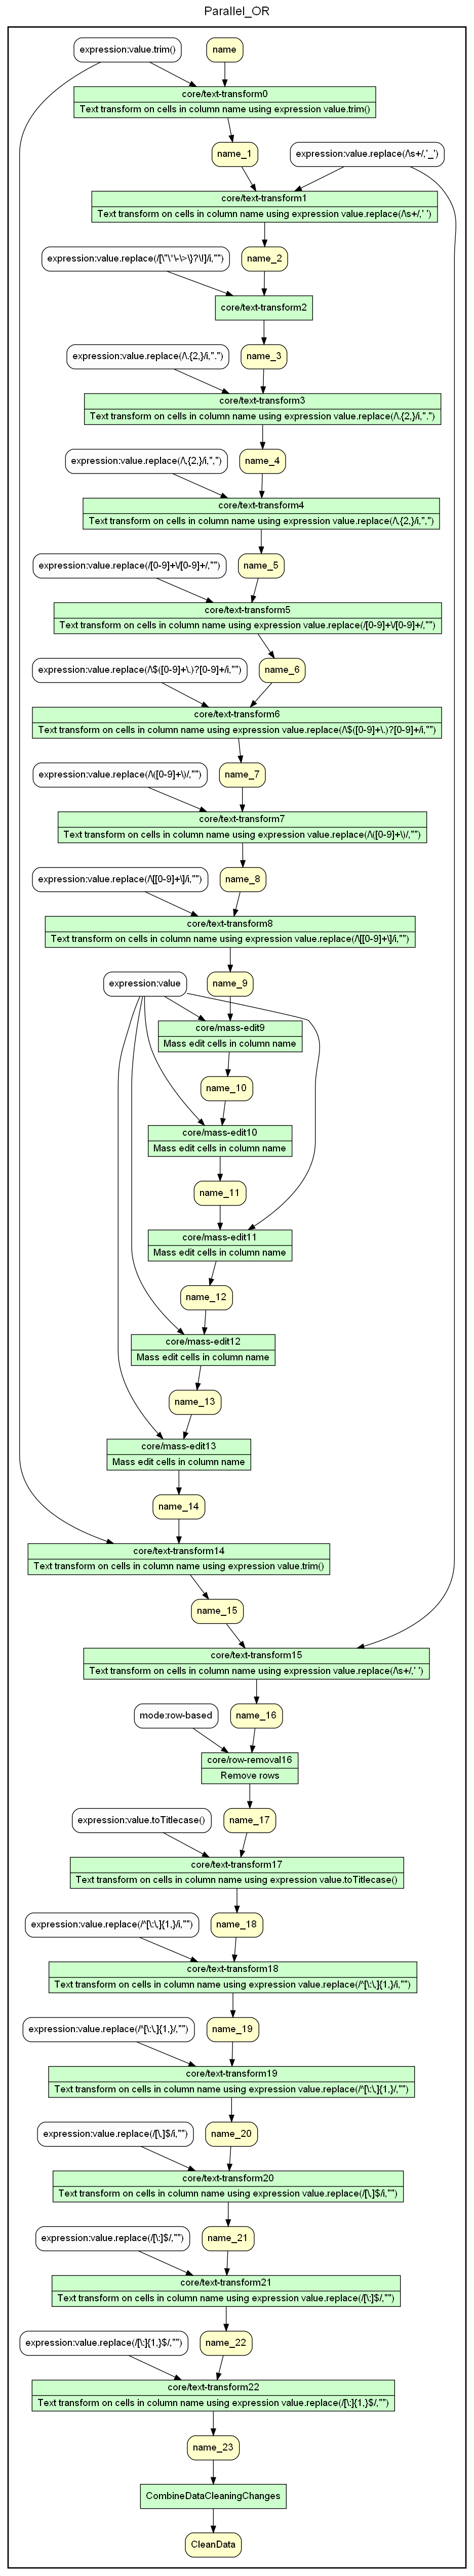 Parallel_OR
expression:value.trim()
name
core/text-transform0
Text transform on cells in column name using expression value.trim()
name_1
expression:value.replace(/\s+/,'_')
core/text-transform1
Text transform on cells in column name using expression value.replace(/\s+/,' ')
name_2
core/text-transform2
expression:value.replace(/\.{2,}/i,".")
name_3
core/text-transform3
Text transform on cells in column name using expression value.replace(/\.{2,}/i,".")
expression:value.replace(/\,{2,}/i,",")
name_4
core/text-transform4
Text transform on cells in column name using expression value.replace(/\,{2,}/i,",")
expression:value.replace(/[0-9]+\/[0-9]+/,"")
name_5
core/text-transform5
Text transform on cells in column name using expression value.replace(/[0-9]+\/[0-9]+/,"")
expression:value.replace(/\$([0-9]+\.)?[0-9]+/i,"")
name_6
core/text-transform6
Text transform on cells in column name using expression value.replace(/\$([0-9]+\.)?[0-9]+/i,"")
expression:value.replace(/\([0-9]+\)/,"")
name_7
core/text-transform7
Text transform on cells in column name using expression value.replace(/\([0-9]+\)/,"")
expression:value.replace(/\[[0-9]+\]/i,"")
name_8
core/text-transform8
Text transform on cells in column name using expression value.replace(/\[[0-9]+\]/i,"")
expression:value
name_9
core/mass-edit9
Mass edit cells in column name
name_10
core/mass-edit10
Mass edit cells in column name
name_11
core/mass-edit11
Mass edit cells in column name
name_12
core/mass-edit12
Mass edit cells in column name
name_13
core/mass-edit13
Mass edit cells in column name
name_14
core/text-transform14
Text transform on cells in column name using expression value.trim()
name_15
core/text-transform15
Text transform on cells in column name using expression value.replace(/\s+/,' ')
mode:row-based
name_16
core/row-removal16
Remove rows
expression:value.toTitlecase()
name_17
core/text-transform17
Text transform on cells in column name using expression value.toTitlecase()
expression:value.replace(/^[\:\,]{1,}/i,"")
name_18
core/text-transform18
Text transform on cells in column name using expression value.replace(/^[\:\,]{1,}/i,"")
expression:value.replace(/^[\:\,]{1,}/,"")
name_19
core/text-transform19
Text transform on cells in column name using expression value.replace(/^[\:\,]{1,}/,"")
expression:value.replace(/[\,]$/i,"")
name_20
core/text-transform20
Text transform on cells in column name using expression value.replace(/[\,]$/i,"")
expression:value.replace(/[\:]$/,"")
name_21
core/text-transform21
Text transform on cells in column name using expression value.replace(/[\:]$/,"")
expression:value.replace(/[\:]{1,}$/,"")
name_22
core/text-transform22
Text transform on cells in column name using expression value.replace(/[\:]{1,}$/,"")
name_23
CombineDataCleaningChanges
CleanData